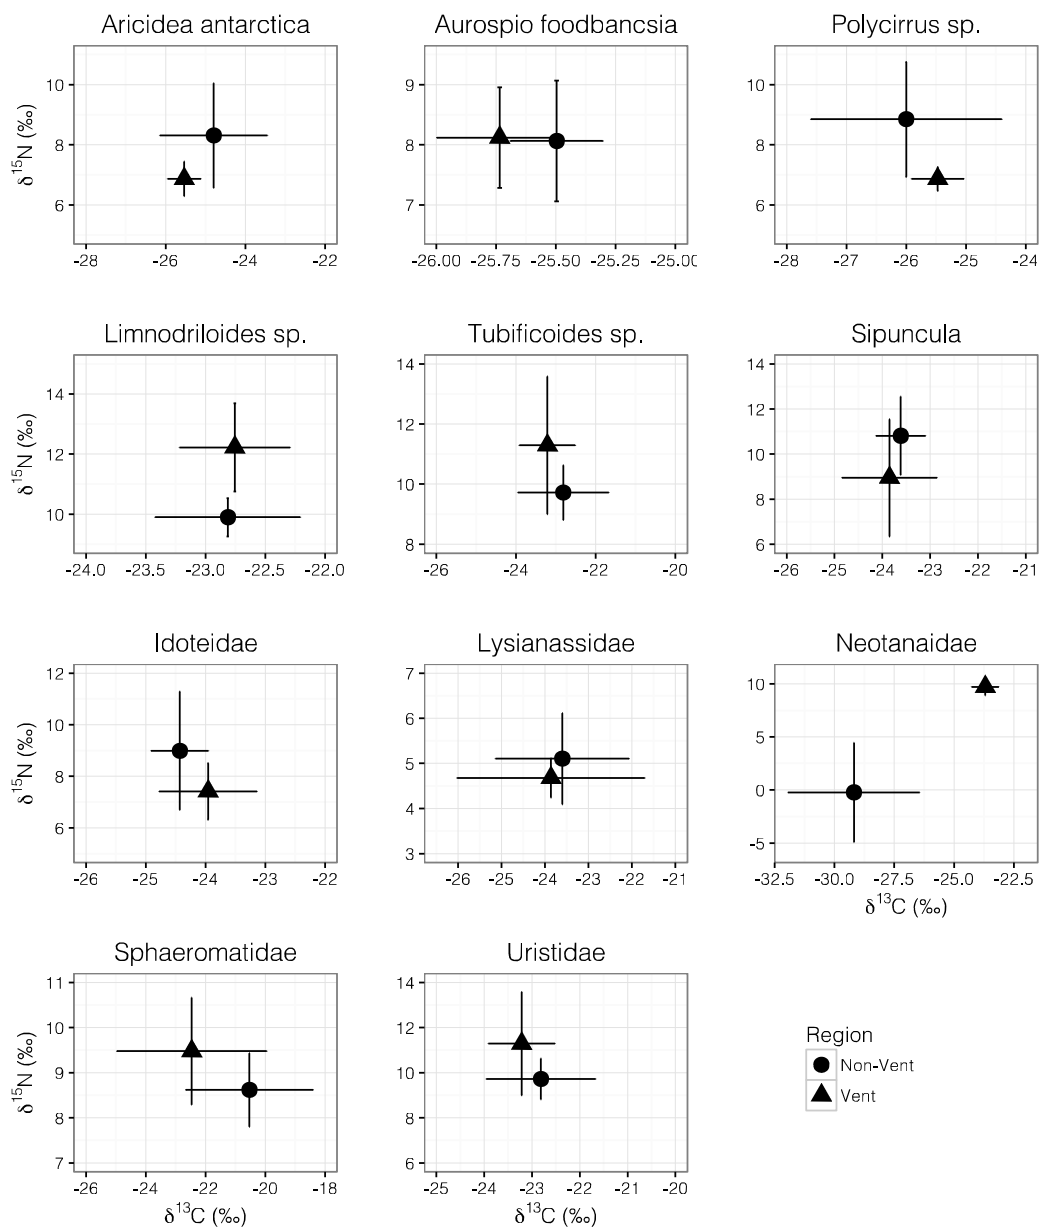 Aricidea antarctica Aurospio foodbancsia Polycirrus sp.
δ15N (‰)
10
8
6
-28 -26 -24 -22
9
8
7
-26.00 -25.75 -25.50 -25.25 -25.00
10
8
6
-28 -27 -26 -25 -24
Limnodriloides sp. Tubificoides sp. Sipuncula
δ15N (‰)
14
12
10
-24.0 -23.5 -23.0 -22.5 -22.0
14
12
10
8
-26 -24 -22 -20
14
12
10
8
6
-26 -25 -24 -23 -22 -21
Idoteidae Lysianassidae Neotanaidae
δ15N (‰)
12
10
8
6
-26 -25 -24 -23 -22
7
6
5
4
3
-26 -25 -24 -23 -22 -21
10
5
0
-5
-32.5 -30.0 -27.5 -25.0 -22.5
δ13C (‰)
Sphaeromatidae Uristidae
δ15N (‰)
11
10
9
8
7
-26 -24 -22 -20 -18
δ13C (‰)
14
12
10
8
6
-25 -24 -23 -22 -21 -20
δ13C (‰)
Region
Non-Vent
Vent